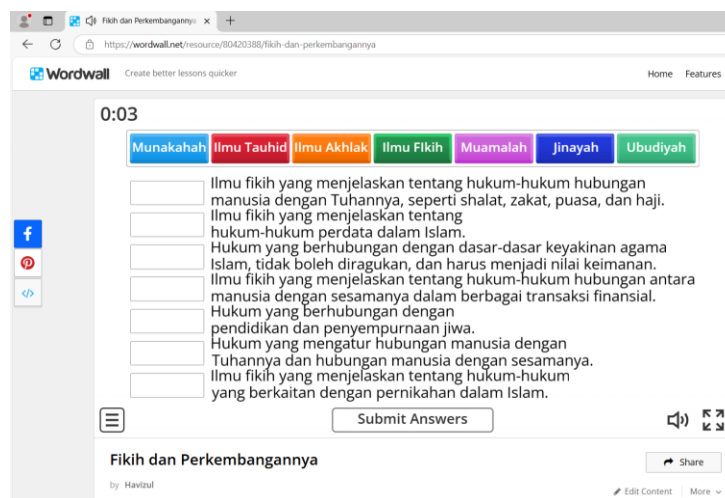 Fikih dan Perkembangannya
https://wordwall.net/resource/80420388/fikih-dan-perkembangannya
Wordwall Create better lessons quicker Home Features
0:03
Munakahah Ilmu Tauhid Ilmu Akhlak Ilmu FIkih Muamalah Jinayah Ubudiyah
Ilmu fikih yang menjelaskan tentang hukum-hukum hubungan
manusia dengan Tuhannya, seperti shalat, zakat, puasa, dan haji.
Ilmu fikih yang menjelaskan tentang
hukum-hukum perdata dalam Islam.
Hukum yang berhubungan dengan dasar-dasar keyakinan agama
Islam, tidak boleh diragukan, dan harus menjadi nilai keimanan.
Ilmu fikih yang menjelaskan tentang hukum-hukum hubungan antara
manusia dengan sesamanya dalam berbagai transaksi finansial.
Hukum yang berhubungan dengan
pendidikan dan penyempurnaan jiwa.
Hukum yang mengatur hubungan manusia dengan
Tuhannya dan hubungan manusia dengan sesamanya.
Ilmu fikih yang menjelaskan tentang hukum-hukum
yang berkaitan dengan pernikahan dalam Islam.
Submit Answers
Fikih dan Perkembangannya
Share
by Havizul
Edit Content More